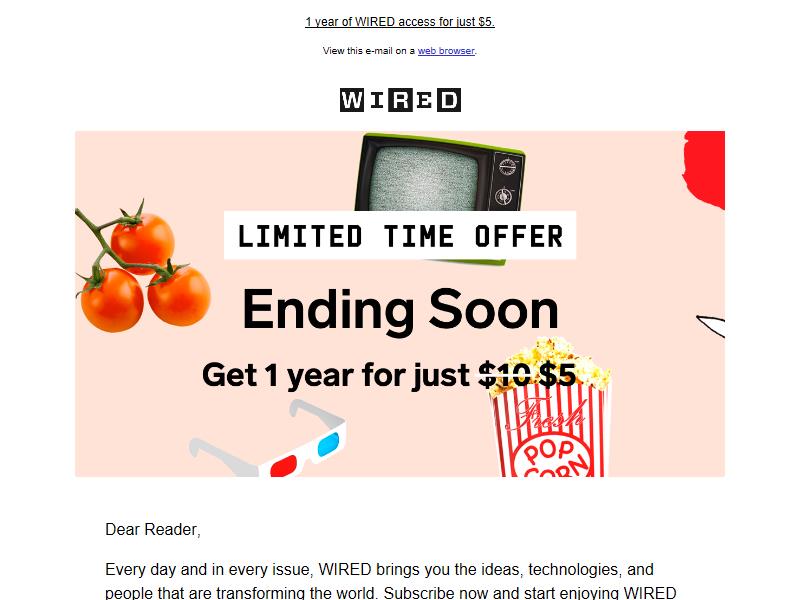 1 year of WIRED access for just $5.
View this e-mail on a web browser.
WIRED
LIMITED TIME OFFER
Ending Soon
Get 1 year for just $10 $5
Fresh
POP
CORN
Dear Reader,
Every day and in every issue, WIRED brings you the ideas, technologies, and
people that are transforming the world. Subscribe now and start enjoying WIRED